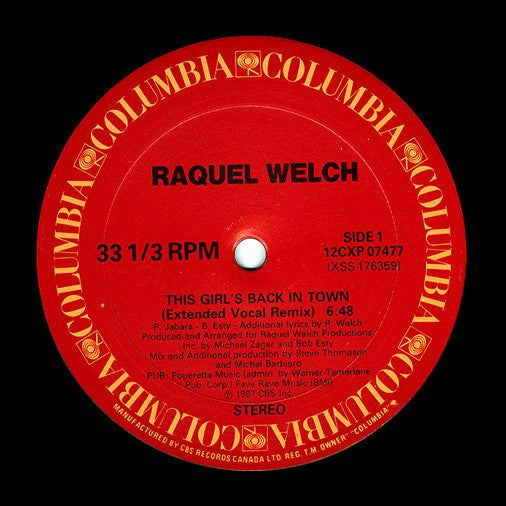 COLUMBIA COLUMBIA COLUMBIA COLUMBIA COLUMBIA COLUMBIA
RAQUEL WELCH
33 1/3 RPM
SIDE 1
12CXP 07477
(XSS 176359)
THIS GIRL'S BACK IN TOWN
(Extended Vocal Remix) 6:48
P. Jabara - B. Esty - Additional lyrics by R. Welch
Produced and Arranged for Raquel Welch Productions,
Inc. by Michael Zager and Bob Esty
Mix and Additional production by Steve Thompson
and Michal Barbiero
PUB: Poperette Music (admin. by Warner-Tamerlane
Pub. Corp.) Fave Rave Music (BMI)
℗ 1987 CBS Inc.
STEREO
MANUFACTURED BY CBS RECORDS CANADA LTD REG. T.M. OWNER "COLUMBIA"